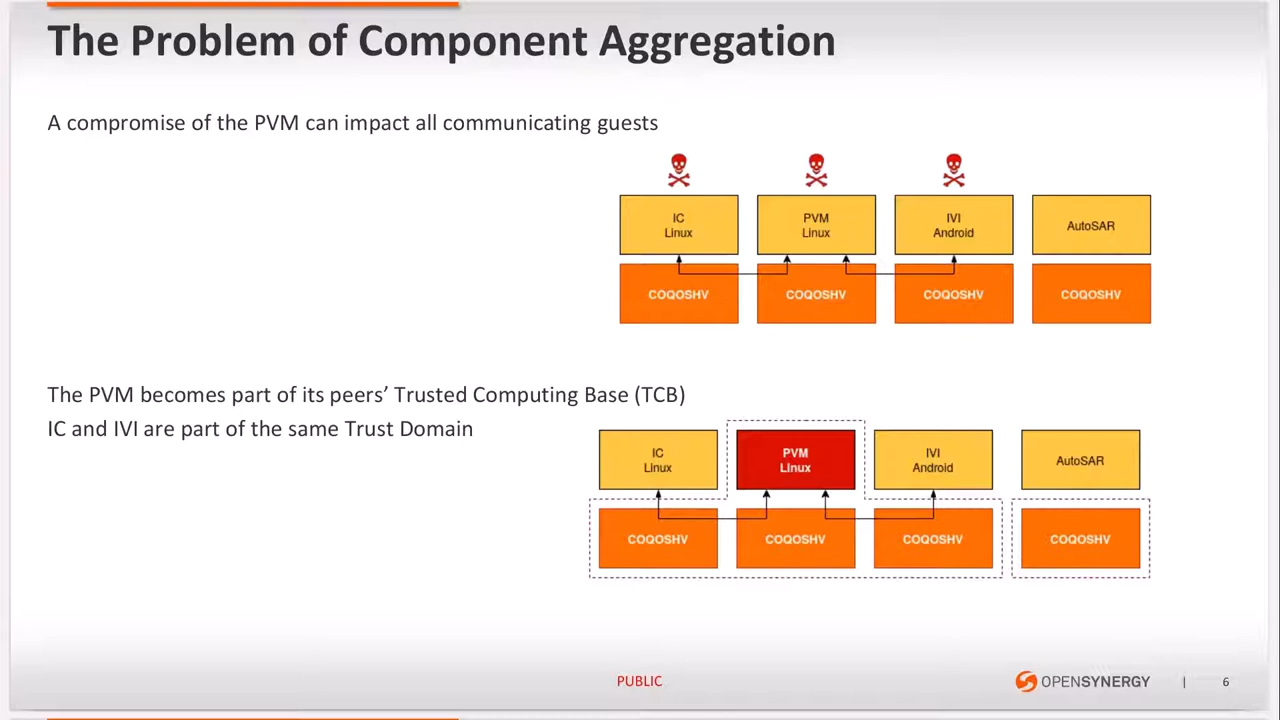 The Problem of Component Aggregation
A compromise of the PVM can impact all communicating guests
IC
Linux
PVM
Linux
IVI
Android
AutoSAR
COQOSHV
COQOSHV
COQOSHV
COQOSHV
The PVM becomes part of its peers’ Trusted Computing Base (TCB)
IC and IVI are part of the same Trust Domain
IC
Linux
PVM
Linux
IVI
Android
AutoSAR
COQOSHV
COQOSHV
COQOSHV
COQOSHV
PUBLIC
OPENSYNERGY | 6